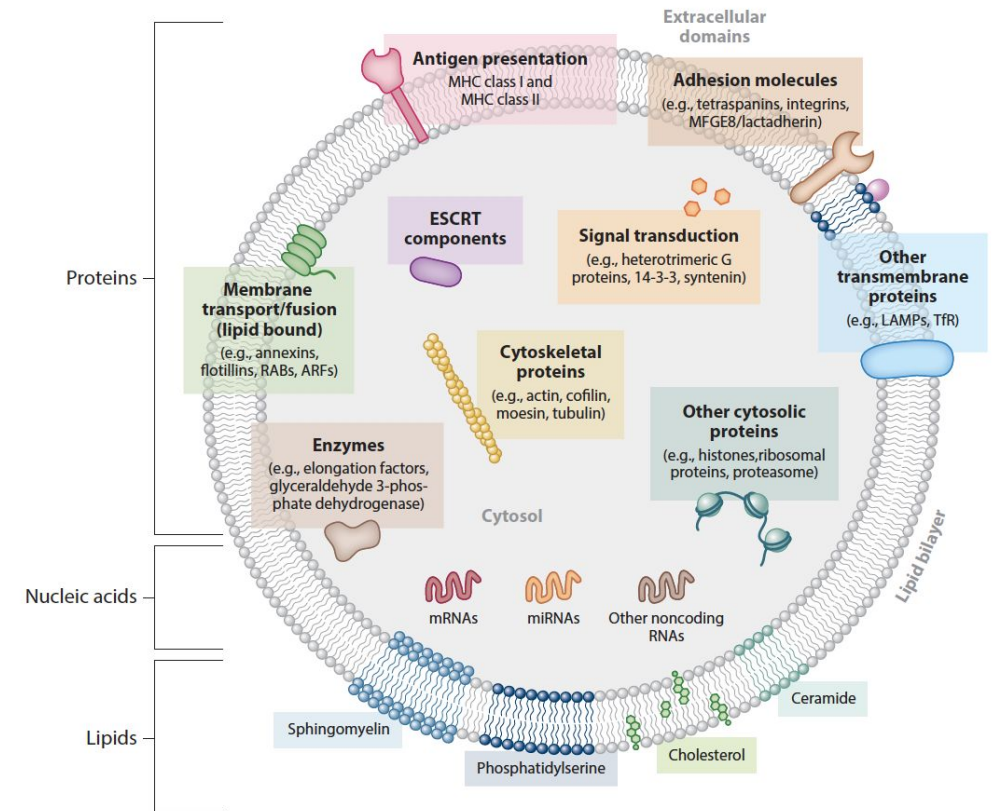 Extracellular
domains
Antigen presentation
MHC class I and
MHC class II
Adhesion molecules
(e.g., tetraspanins, integrins,
MFGE8/lactadherin)
ESCRT
components
Signal transduction
(e.g., heterotrimeric G
proteins, 14-3-3, syntenin)
Other
transmembrane
proteins
(e.g., LAMPs, TfR)
Proteins
Membrane
transport/fusion
(lipid bound)
(e.g., annexins,
flotillins, RABs, ARFs)
Cytoskeletal
proteins
(e.g., actin, cofilin,
moesin, tubulin)
Other cytosolic
proteins
(e.g., histones,ribosomal
proteins, proteasome)
Enzymes
(e.g., elongation factors,
glyceraldehyde 3-phos-
phate dehydrogenase)
Cytosol
Lipid bilayer
Nucleic acids
mRNAs
miRNAs
Other noncoding
RNAs
Lipids
Sphingomyelin
Phosphatidylserine
Cholesterol
Ceramide